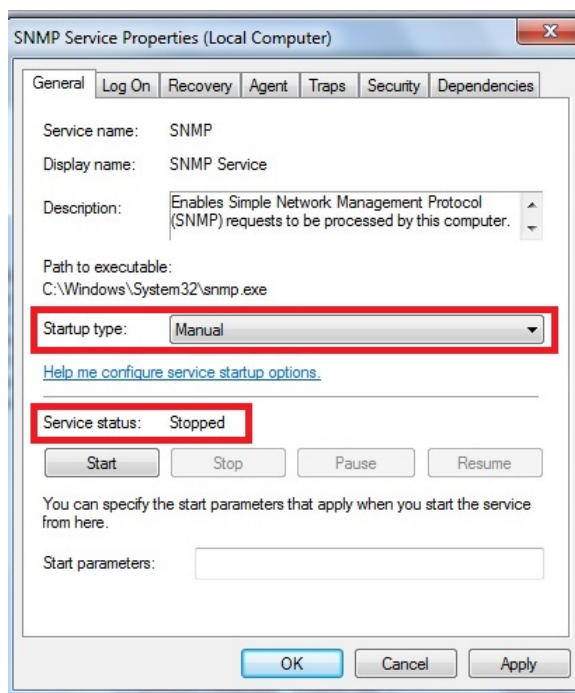 SNMP Service Properties (Local Computer)
General Log On Recovery Agent Traps Security Dependencies
Service name: SNMP
Display name: SNMP Service
Description: Enables Simple Network Management Protocol
(SNMP) requests to be processed by this computer.
Path to executable:
C:\Windows\System32\snmp.exe
Startup type: Manual
Help me configure service startup options.
Service status: Stopped
Start Stop Pause Resume
You can specify the start parameters that apply when you start the service
from here.
Start parameters:
OK Cancel Apply